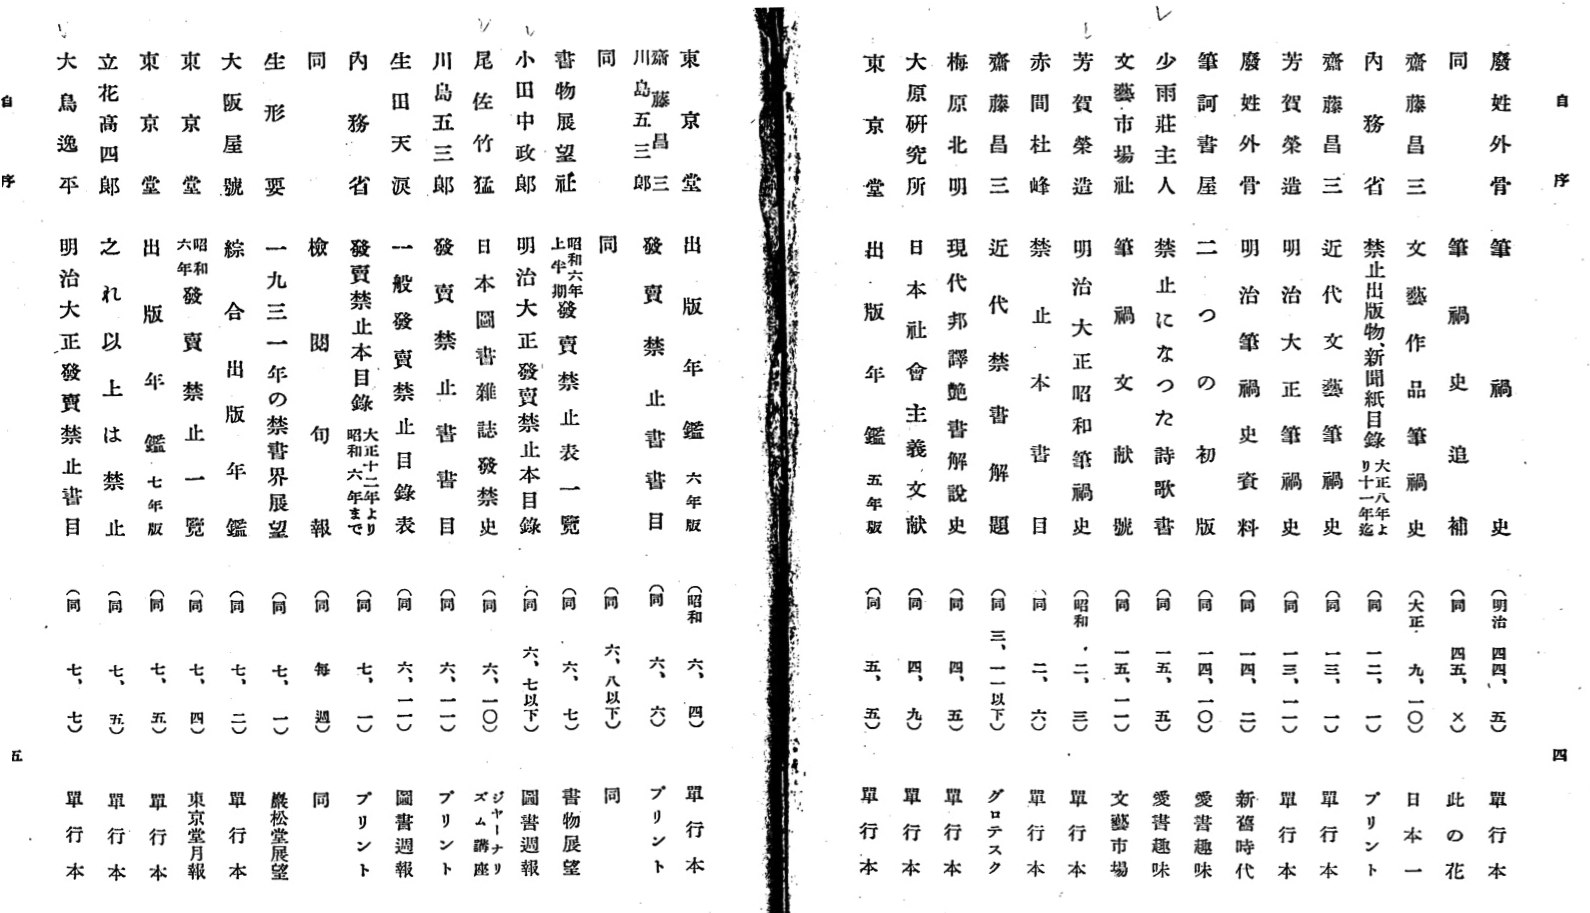 自序
四
廢姓外骨 筆禍史 (明治 四四、五) 單行本
同 筆禍史追補 (同 四五、×) 此の花
齋藤昌三 文藝作品筆禍史 (大正 九、一〇) 日本一
內務省 禁止出版物、新聞紙目錄 大正八年より十一年迄 (同 一二、一) プリント
齋藤昌三 近代文藝筆禍史 (同 一三、一) 單行本
芳賀榮造 明治大正筆禍史 (同 一三、一一) 單行本
廢姓外骨 明治筆禍史資料 (同 一四、二) 新舊時代
筆訶書屋 二つの初版 (同 一四、一〇) 愛書趣味
少雨莊主人 禁止になつた詩歌書 (同 一五、五) 愛書趣味
文藝市場社 筆禍文献號 (同 一五、一一) 文藝市場
芳賀榮造 明治大正昭和筆禍史 (昭和 二、三) 單行本
赤間杜峰 禁止本書目 (同 二、六) 單行本
齋藤昌三 近代禁書解題 (同 三、一一以下) グロテスク
梅原北明 現代邦譯艶書解說史 (同 四、五) 單行本
大原硏究所 日本社會主義文献 (同 四、九) 單行本
東京堂 出版年鑑 五年版 (同 五、五) 單行本
東京堂 出版年鑑 六年版 (昭和 六、四) 單行本
齋藤昌三 川島五三郞 發賣禁止書書目 (同 六、六) プリント
同 同 (同 六、八以下) 同
書物展望社 昭和六年上半期發賣禁止表一覽 (同 六、七) 書物展望
小田中政郞 明治大正發賣禁止本目錄 (同 六、七以下) 圖書週報
尾佐竹猛 日本圖書雜誌發禁史 (同 六、一〇) ジヤーナリズム講座
川島五三郞 發賣禁止書書目 (同 六、一一) プリント
生田天淚 一般發賣禁止目錄表 (同 六、一一) 圖書週報
內務省 發賣禁止本目錄 大正十二年より昭和六年まで (同 七、一) プリント
同 檢閱旬報 (同 每週) 同
生形要 一九三一年の禁書界展望 (同 七、一) 巖松堂展望
大阪屋號 綜合出版年鑑 (同 七、二) 單行本
東京堂 昭和六年發賣禁止一覽 (同 七、四) 東京堂月報
東京堂 出版年鑑 七年版 (同 七、五) 單行本
立花高四郞 之れ以上は禁止 (同 七、五) 單行本
大鳥逸平 明治大正發賣禁止書目 (同 七、七) 單行本
自序
五